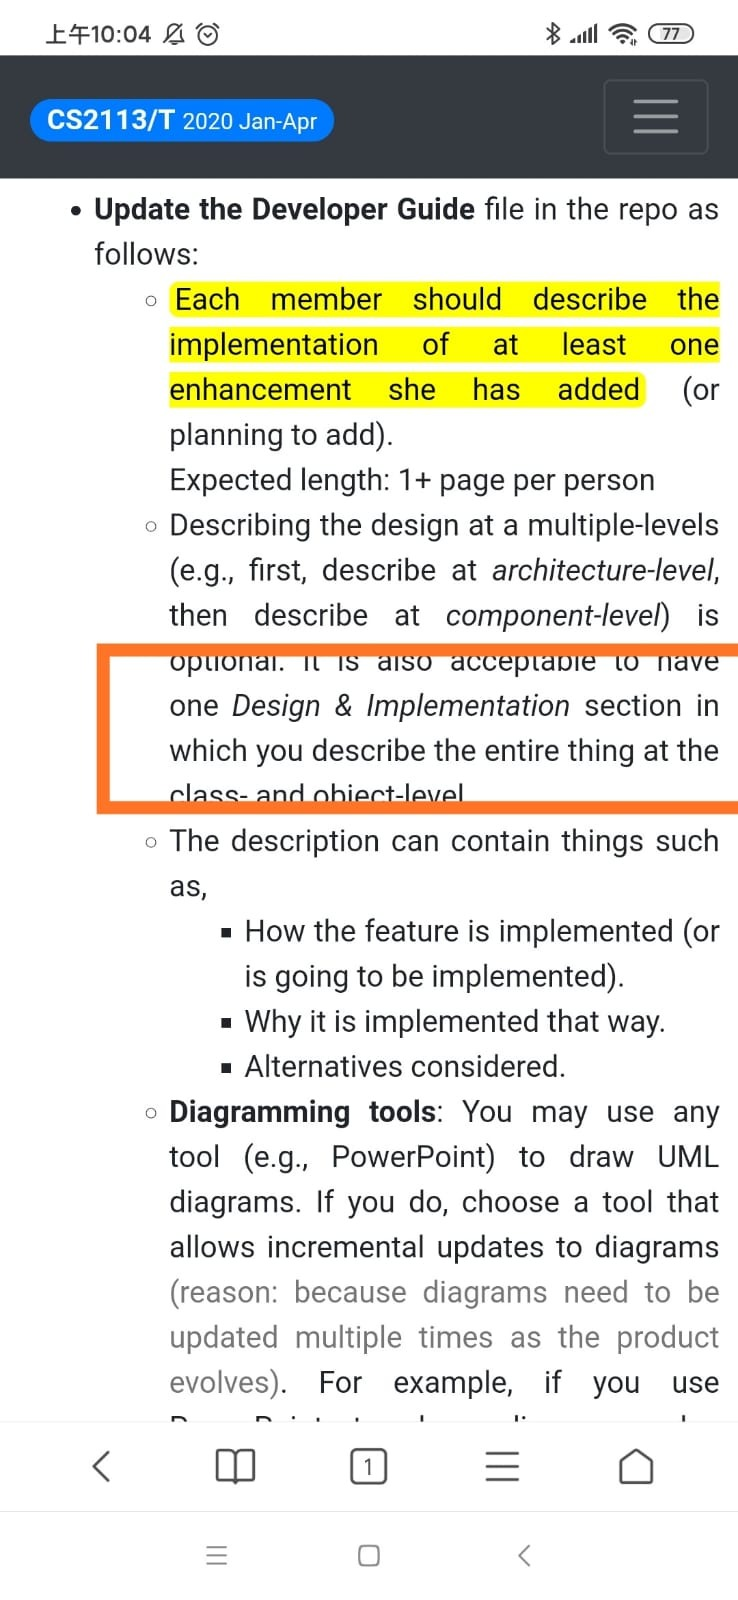 上午10:04
77
CS2113/T 2020 Jan-Apr
Update the Developer Guide file in the repo as
follows:
Each member should describe the
implementation of at least one
enhancement she has added (or
planning to add).
Expected length: 1+ page per person
Describing the design at a multiple-levels
(e.g., first, describe at architecture-level,
then describe at component-level) is
optional. It is also acceptable to have
one Design & Implementation section in
which you describe the entire thing at the
class- and object-level
The description can contain things such
as,
How the feature is implemented (or
is going to be implemented).
Why it is implemented that way.
Alternatives considered.
Diagramming tools: You may use any
tool (e.g., PowerPoint) to draw UML
diagrams. If you do, choose a tool that
allows incremental updates to diagrams
(reason: because diagrams need to be
updated multiple times as the product
evolves). For example, if you use
1